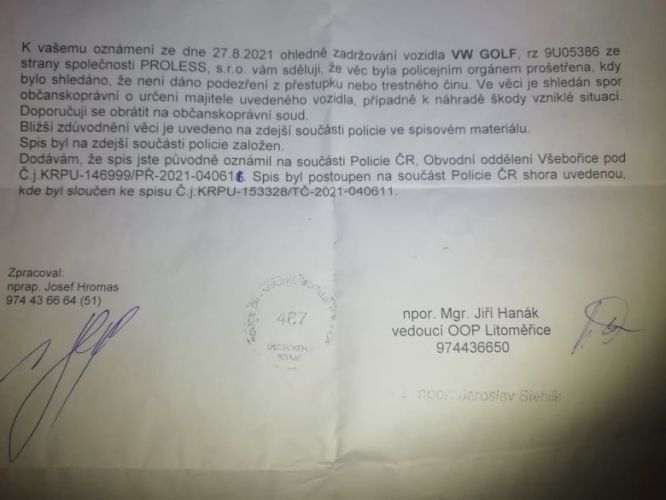 K vašemu oznámení ze dne 27.8.2021 ohledně zadržování vozidla VW GOLF, rz 9U05386 ze
strany společnosti PROLESS, s.r.o. vám sděluji, že věc byla policejním orgánem prošetřena, kdy
bylo shledáno, že není dáno podezření z přestupku nebo trestného činu. Ve věci je shledán spor
občanskoprávní o určení majitele uvedeného vozidla, případně k náhradě škody vzniklé situací.
Doporučuji se obrátit na občanskoprávní soud.
Bližší zdůvodnění věci je uvedeno na zdejší součásti policie ve spisovém materiálu.
Spis byl na zdejší součásti policie založen.
Dodávám, že spis jste původně oznámil na součásti Policie ČR, Obvodní oddělení Všebořice pod
Č.j.KRPU-146999/PŘ-2021-040616. Spis byl postoupen na součást Policie ČR shora uvedenou,
kde byl sloučen ke spisu Č.j.KRPU-153328/TČ-2021-040611.
Zpracoval:
nprap. Josef Hromas
974 43 66 64 (51)
427
npor. Mgr. Jiří Hanák
vedoucí OOP Litoměřice
974436650
npor. Jaroslav